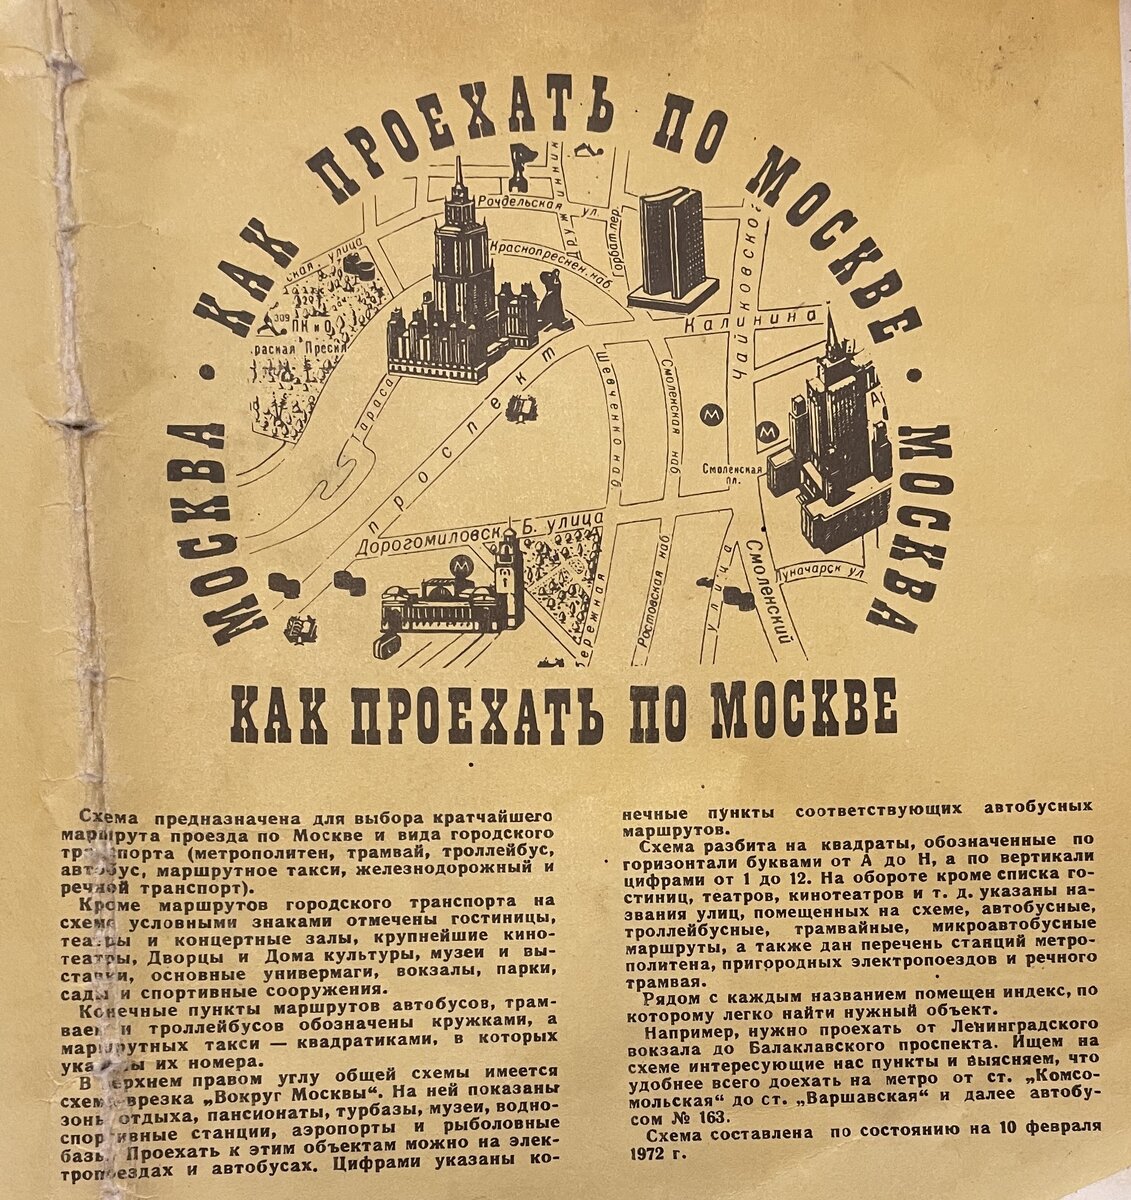 МОСКВА • КАК ПРОЕХАТЬ ПО МОСКВЕ • МОСКВА
Рочдельская ул.
Дружинник
Горбат. пер.
ская улица
Краснопреснен. наб.
309
ПК и О
расная Пресня
Чайковской
Калинина
Тараса
проспект
Шевченко наб
Смоленская наб
М
М
Смоленская
пл.
Дорогомиловск Б. улица
М
бережная
Ростовская наб
улица
Смоленский
Луначарск ул
КАК ПРОЕХАТЬ ПО МОСКВЕ
Схема предназначена для выбора кратчайшего
маршрута проезда по Москве и вида городского
транспорта (метрополитен, трамвай, троллейбус,
автобус, маршрутное такси, железнодорожный и
речной транспорт).
Кроме маршрутов городского транспорта на
схеме условными знаками отмечены гостиницы,
театры и концертные залы, крупнейшие кино-
театры, Дворцы и Дома культуры, музеи и вы-
ставки, основные универмаги, вокзалы, парки,
сады и спортивные сооружения.
Конечные пункты маршрутов автобусов, трам-
ваев и троллейбусов обозначены кружками, а
маршрутных такси — квадратиками, в которых
указаны их номера.
В верхнем правом углу общей схемы имеется
схема-врезка „Вокруг Москвы“. На ней показаны
зоны отдыха, пансионаты, турбазы, музеи, водно-
спортивные станции, аэропорты и рыболовные
базы. Проехать к этим объектам можно на элек-
тропоездах и автобусах. Цифрами указаны ко-
нечные пункты соответствующих автобусных
маршрутов.
Схема разбита на квадраты, обозначенные по
горизонтали буквами от А до Н, а по вертикали
цифрами от 1 до 12. На обороте кроме списка го-
стиниц, театров, кинотеатров и т. д. указаны на-
звания улиц, помещенных на схеме, автобусные,
троллейбусные, трамвайные, микроавтобусные
маршруты, а также дан перечень станций метро-
политена, пригородных электропоездов и речного
трамвая.
Рядом с каждым названием помещен индекс, по
которому легко найти нужный объект.
Например, нужно проехать от Ленинградского
вокзала до Балаклавского проспекта. Ищем на
схеме интересующие нас пункты и выясняем, что
удобнее всего доехать на метро от ст. „Комсо-
мольская“ до ст. „Варшавская“ и далее автобу-
сом № 163.
Схема составлена по состоянию на 10 февраля
1972 г.